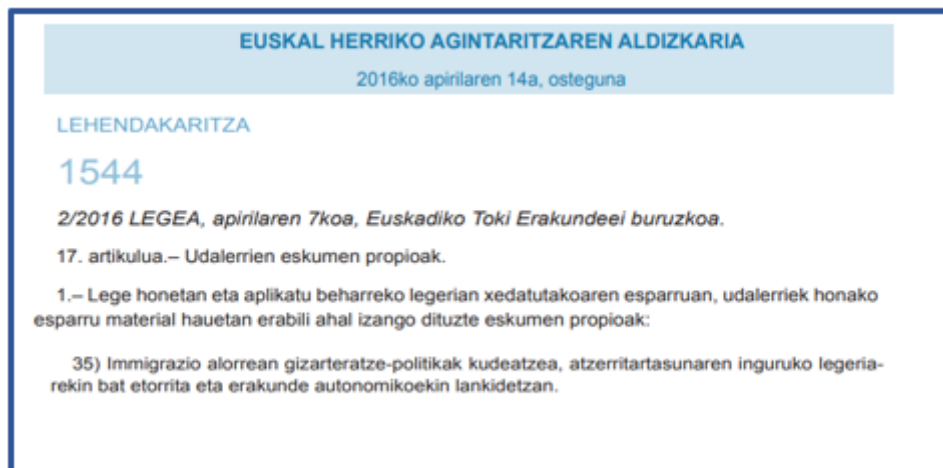 EUSKAL HERRIKO AGINTARITZAREN ALDIZKARIA
2016ko apirilaren 14a, osteguna
LEHENDAKARITZA
1544
2/2016 LEGEA, apirilaren 7koa, Euskadiko Toki Erakundeei buruzkoa.
17. artikulua.– Udalerrien eskumen propioak.
1.– Lege honetan eta aplikatu beharreko legerian xedatutakoaren esparruan, udalerriek honako
esparru material hauetan erabili ahal izango dituzte eskumen propioak:
35) Immigrazio alorrean gizarteratze-politikak kudeatzea, atzerritartasunaren inguruko legeria-
rekin bat etorrita eta erakunde autonomikoekin lankidetzan.